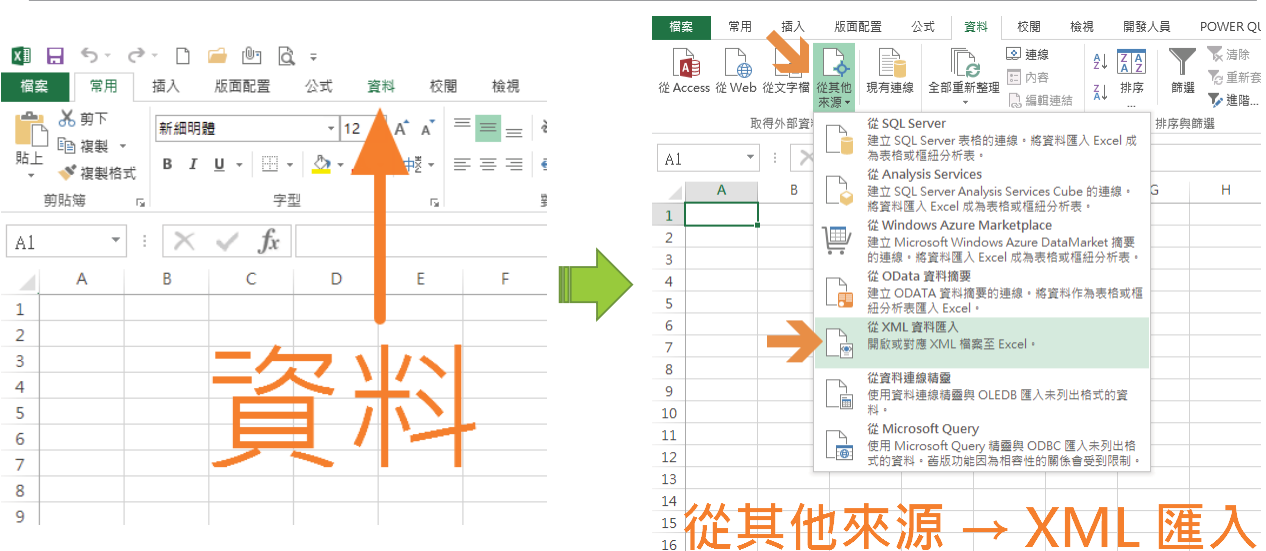 檔案 常用 插入 版面配置 公式 資料 校閱 檢視
貼上
剪下
複製
複製格式
剪貼簿
新細明體 12 A A
B I U
字型
A1 fx
A B C D E F
1
2
3
4
5
6
7
8
9
資料
檔案 常用 插入 版面配置 公式 資料 校閱 檢視 開發人員 POWER QU
從 Access 從 Web 從文字檔 從其他來源 現有連線 全部重新整理
連線
內容
編輯連結
排序...
篩選
清除
重新套
進階...
取得外部資料
排序與篩選
A1
A B G H
1
2
3
4
5
6
7
8
9
10
11
12
13
14
15
16
從 SQL Server
建立 SQL Server 表格的連線。將資料匯入 Excel 成
為表格或樞紐分析表。
從 Analysis Services
建立 SQL Server Analysis Services Cube 的連線。
將資料匯入 Excel 成為表格或樞紐分析表。
從 Windows Azure Marketplace
建立 Microsoft Windows Azure DataMarket 摘要
的連線。將資料匯入 Excel 成為表格或樞紐分析表。
從 OData 資料摘要
建立 ODATA 資料摘要的連線。將資料作為表格或樞
紐分析表匯入 Excel。
從 XML 資料匯入
開啟或對應 XML 檔案至 Excel。
從資料連線精靈
使用資料連線精靈與 OLEDB 匯入未列出格式的資
料。
從 Microsoft Query
使用 Microsoft Query 精靈與 ODBC 匯入未列出格
式的資料。舊版功能因為相容性的關係會受到限制。
從其他來源 → XML 匯入